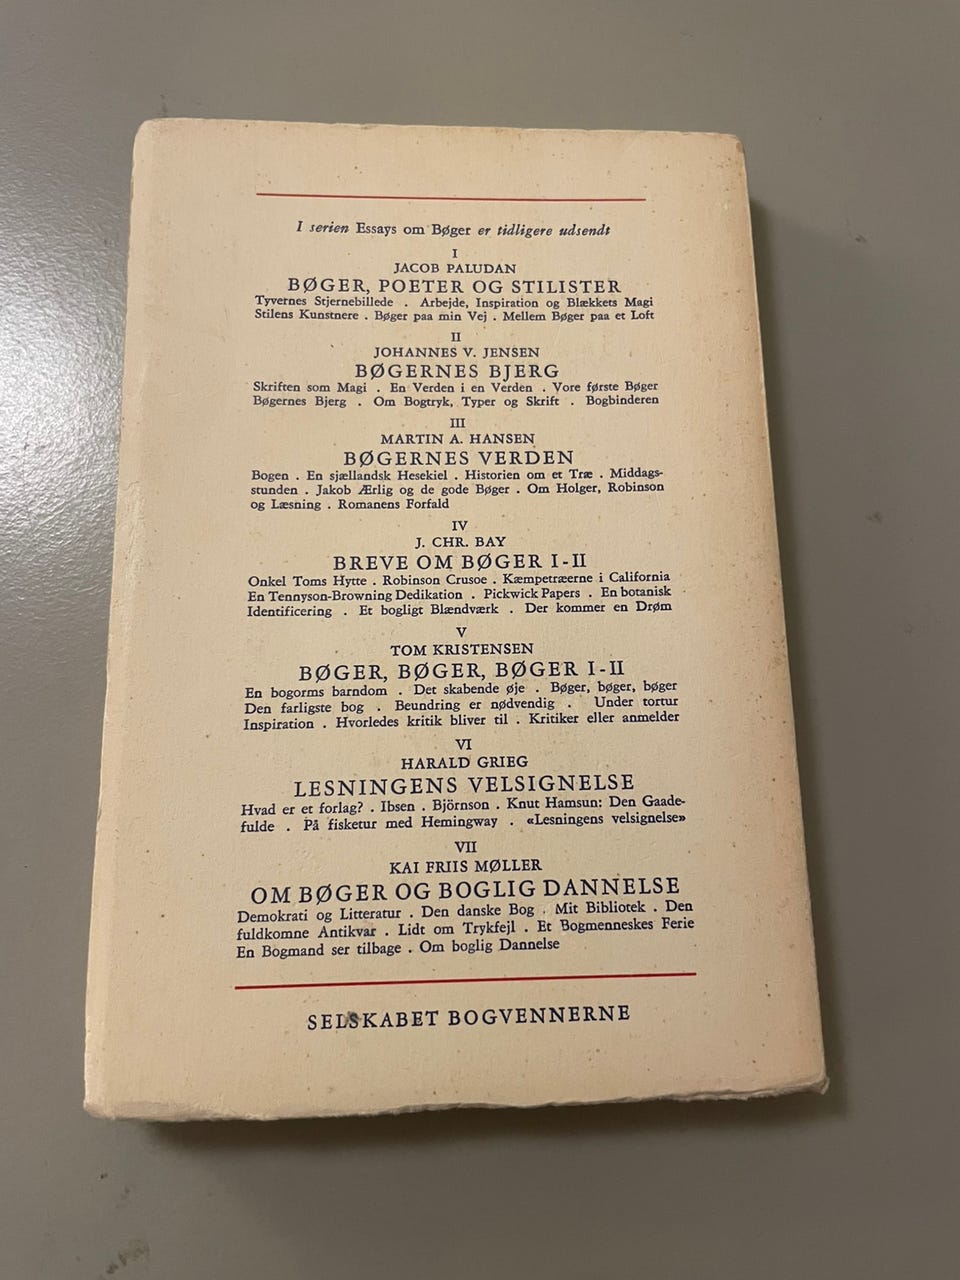 I serien Essays om Bøger er tidligere udsendt
I
JACOB PALUDAN
BØGER, POETER OG STILISTER
Tyvernes Stjernebillede . Arbejde, Inspiration og Blækkets Magi
Stilens Kunstnere . Bøger paa min Vej . Mellem Bøger paa et Loft
II
JOHANNES V. JENSEN
BØGERNES BJERG
Skriften som Magi . En Verden i en Verden . Vore første Bøger
Bøgernes Bjerg . Om Bogtryk, Typer og Skrift . Bogbinderen
III
MARTIN A. HANSEN
BØGERNES VERDEN
Bogen . En sjællandsk Hesekiel . Historien om et Træ . Middags-
stunden . Jakob Ærlig og de gode Bøger . Om Holger, Robinson
og Læsning . Romanens Forfald
IV
J. CHR. BAY
BREVE OM BØGER I-II
Onkel Toms Hytte . Robinson Crusoe . Kæmpetræerne i California
En Tennyson-Browning Dedikation . Pickwick Papers . En botanisk
Identificering . Et bogligt Blændværk . Der kommer en Drøm
V
TOM KRISTENSEN
BØGER, BØGER, BØGER I-II
En bogorms barndom . Det skabende øje . Bøger, bøger, bøger
Den farligste bog . Beundring er nødvendig . Under tortur
Inspiration . Hvorledes kritik bliver til . Kritiker eller anmelder
VI
HARALD GRIEG
LESNINGENS VELSIGNELSE
Hvad er et forlag? . Ibsen . Björnson . Knut Hamsun: Den Gaade-
fulde . På fisketur med Hemingway . «Lesningens velsignelse»
VII
KAI FRIIS MØLLER
OM BØGER OG BOGLIG DANNELSE
Demokrati og Litteratur . Den danske Bog . Mit Bibliotek . Den
fuldkomne Antikvar . Lidt om Trykfejl . Et Bogmenneskes Ferie
En Bogmand ser tilbage . Om boglig Dannelse
SELSKABET BOGVENNERNE